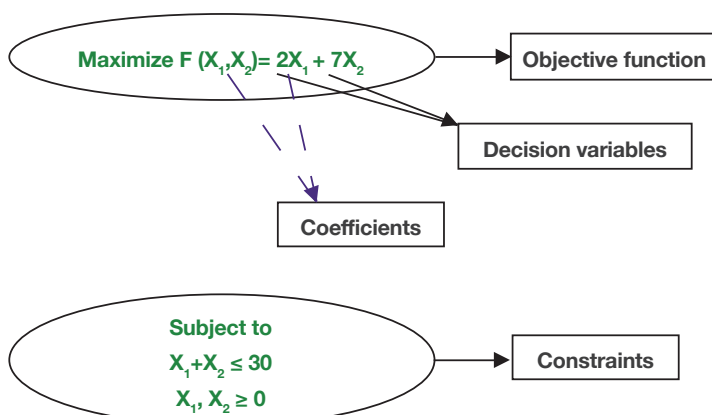 Maximize F (X₁,X₂)= 2X₁ + 7X₂
Objective function
Decision variables
Coefficients
Subject to
X₁+X₂ ≤ 30
Constraints
X₁, X₂ ≥ 0